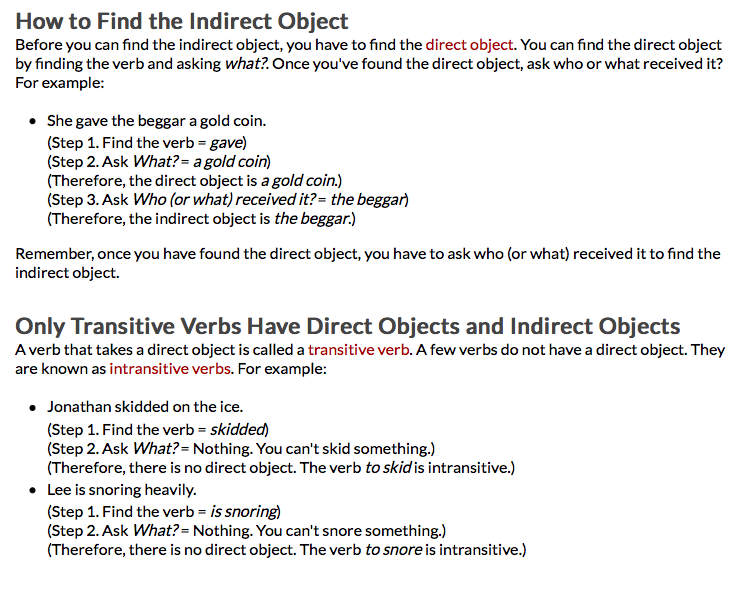 How to Find the Indirect Object
Before you can find the indirect object, you have to find the direct object. You can find the direct object
by finding the verb and asking what?. Once you've found the direct object, ask who or what received it?
For example:
• She gave the beggar a gold coin.
(Step 1. Find the verb = gave)
(Step 2. Ask What? = a gold coin)
(Therefore, the direct object is a gold coin.)
(Step 3. Ask Who (or what) received it? = the beggar)
(Therefore, the indirect object is the beggar.)
Remember, once you have found the direct object, you have to ask who (or what) received it to find the
indirect object.
Only Transitive Verbs Have Direct Objects and Indirect Objects
A verb that takes a direct object is called a transitive verb. A few verbs do not have a direct object. They
are known as intransitive verbs. For example:
• Jonathan skidded on the ice.
(Step 1. Find the verb = skidded)
(Step 2. Ask What? = Nothing. You can't skid something.)
(Therefore, there is no direct object. The verb to skid is intransitive.)
• Lee is snoring heavily.
(Step 1. Find the verb = is snoring)
(Step 2. Ask What? = Nothing. You can't snore something.)
(Therefore, there is no direct object. The verb to snore is intransitive.)